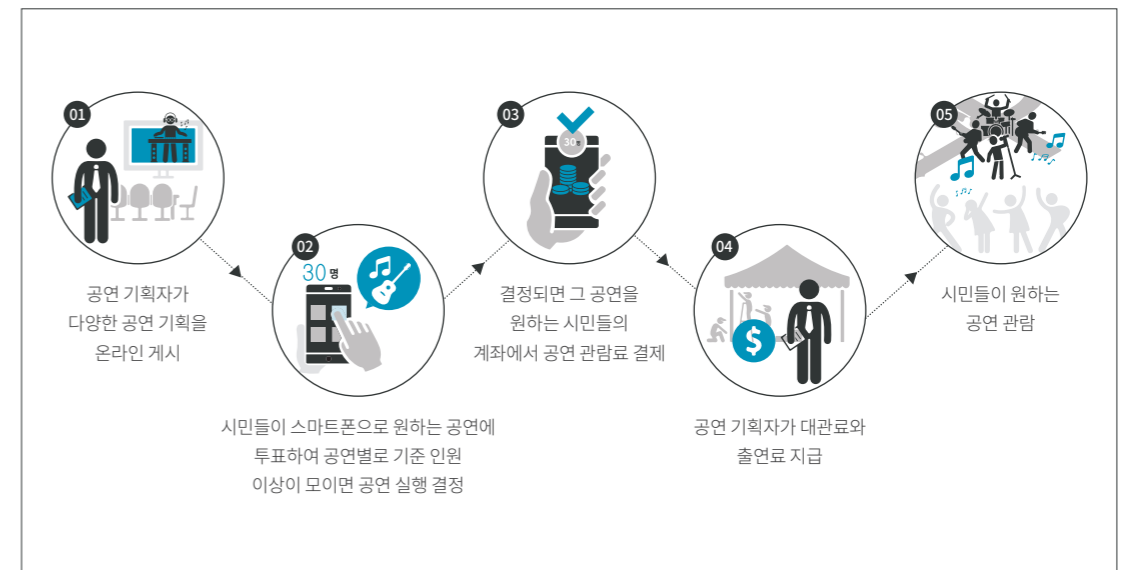 01
공연 기획자가
다양한 공연 기획을
온라인 게시
02
30 명
시민들이 스마트폰으로 원하는 공연에
투표하여 공연별로 기준 인원
이상이 모이면 공연 실행 결정
03
30명
결정되면 그 공연을
원하는 시민들의
계좌에서 공연 관람료 결제
04
$
공연 기획자가 대관료와
출연료 지급
05
시민들이 원하는
공연 관람